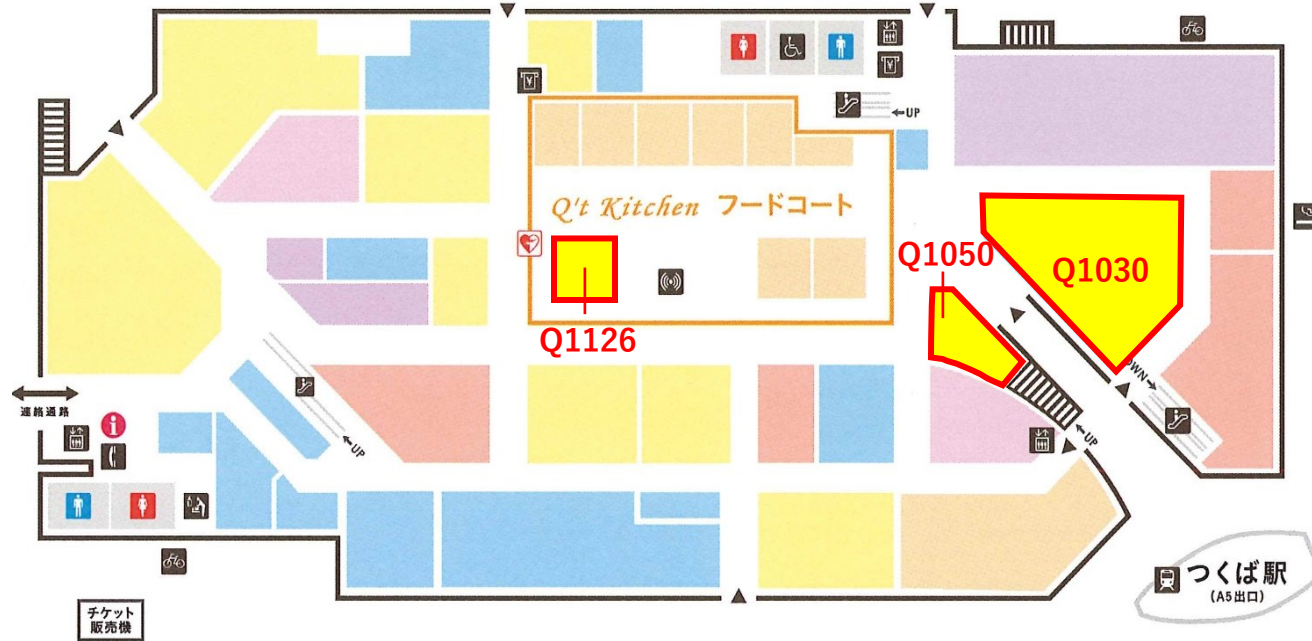 ←UP
Q't Kitchen フードコート
Q1050
Q1030
Q1126
連絡通路
i
←UP
←UP
つくば駅
(A5出口)
チケット
販売機